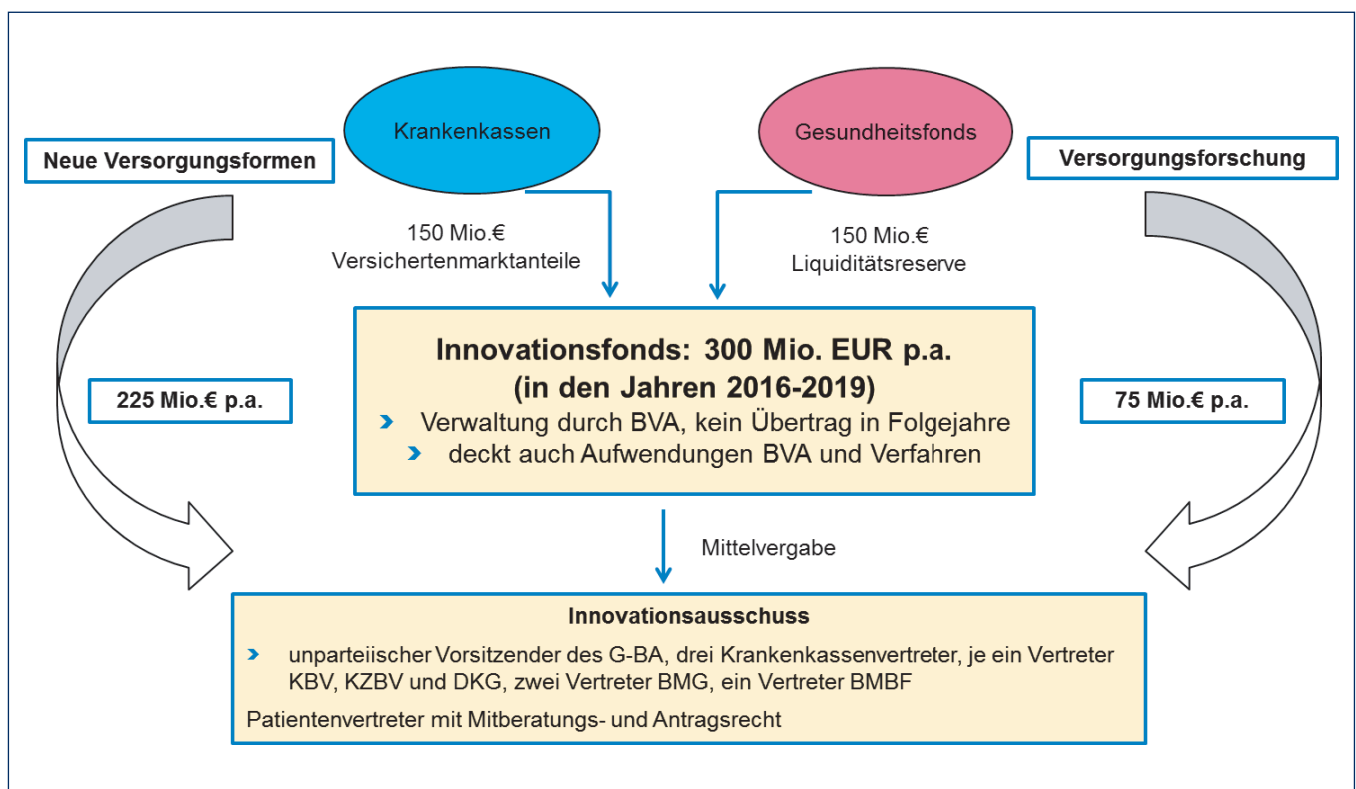 Krankenkassen
Gesundheitsfonds
Neue Versorgungsformen
Versorgungsforschung
150 Mio.€
Versichertenmarktanteile
150 Mio.€
Liquiditätsreserve
Innovationsfonds: 300 Mio. EUR p.a.
(in den Jahren 2016-2019)
Verwaltung durch BVA, kein Übertrag in Folgejahre
deckt auch Aufwendungen BVA und Verfahren
225 Mio.€ p.a.
75 Mio.€ p.a.
Mittelvergabe
Innovationsausschuss
unparteiischer Vorsitzender des G-BA, drei Krankenkassenvertreter, je ein Vertreter
KBV, KZBV und DKG, zwei Vertreter BMG, ein Vertreter BMBF
Patientenvertreter mit Mitberatungs- und Antragsrecht